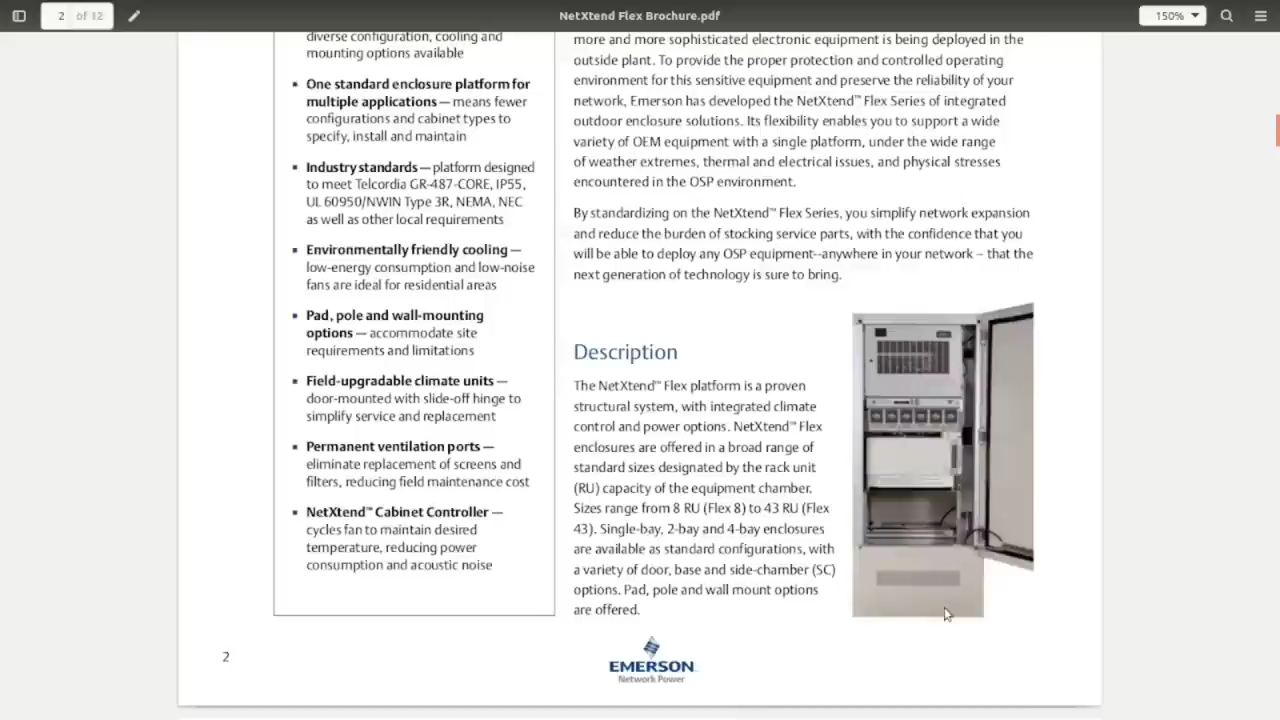 2 of 12
NetXtend Flex Brochure.pdf
150%
diverse configuration, cooling and
mounting options available
▪ One standard enclosure platform for
multiple applications — means fewer
configurations and cabinet types to
specify, install and maintain
▪ Industry standards — platform designed
to meet Telcordia GR-487-CORE, IP55,
UL 60950/NWIN Type 3R, NEMA, NEC
as well as other local requirements
▪ Environmentally friendly cooling —
low-energy consumption and low-noise
fans are ideal for residential areas
▪ Pad, pole and wall-mounting
options — accommodate site
requirements and limitations
▪ Field-upgradable climate units —
door-mounted with slide-off hinge to
simplify service and replacement
▪ Permanent ventilation ports —
eliminate replacement of screens and
filters, reducing field maintenance cost
▪ NetXtend™ Cabinet Controller —
cycles fan to maintain desired
temperature, reducing power
consumption and acoustic noise
more and more sophisticated electronic equipment is being deployed in the
outside plant. To provide the proper protection and controlled operating
environment for this sensitive equipment and preserve the reliability of your
network, Emerson has developed the NetXtend™ Flex Series of integrated
outdoor enclosure solutions. Its flexibility enables you to support a wide
variety of OEM equipment with a single platform, under the wide range
of weather extremes, thermal and electrical issues, and physical stresses
encountered in the OSP environment.
By standardizing on the NetXtend™ Flex Series, you simplify network expansion
and reduce the burden of stocking service parts, with the confidence that you
will be able to deploy any OSP equipment--anywhere in your network – that the
next generation of technology is sure to bring.
Description
The NetXtend™ Flex platform is a proven
structural system, with integrated climate
control and power options. NetXtend™ Flex
enclosures are offered in a broad range of
standard sizes designated by the rack unit
(RU) capacity of the equipment chamber.
Sizes range from 8 RU (Flex 8) to 43 RU (Flex
43). Single-bay, 2-bay and 4-bay enclosures
are available as standard configurations, with
a variety of door, base and side-chamber (SC)
options. Pad, pole and wall mount options
are offered.
2
EMERSON
Network Power